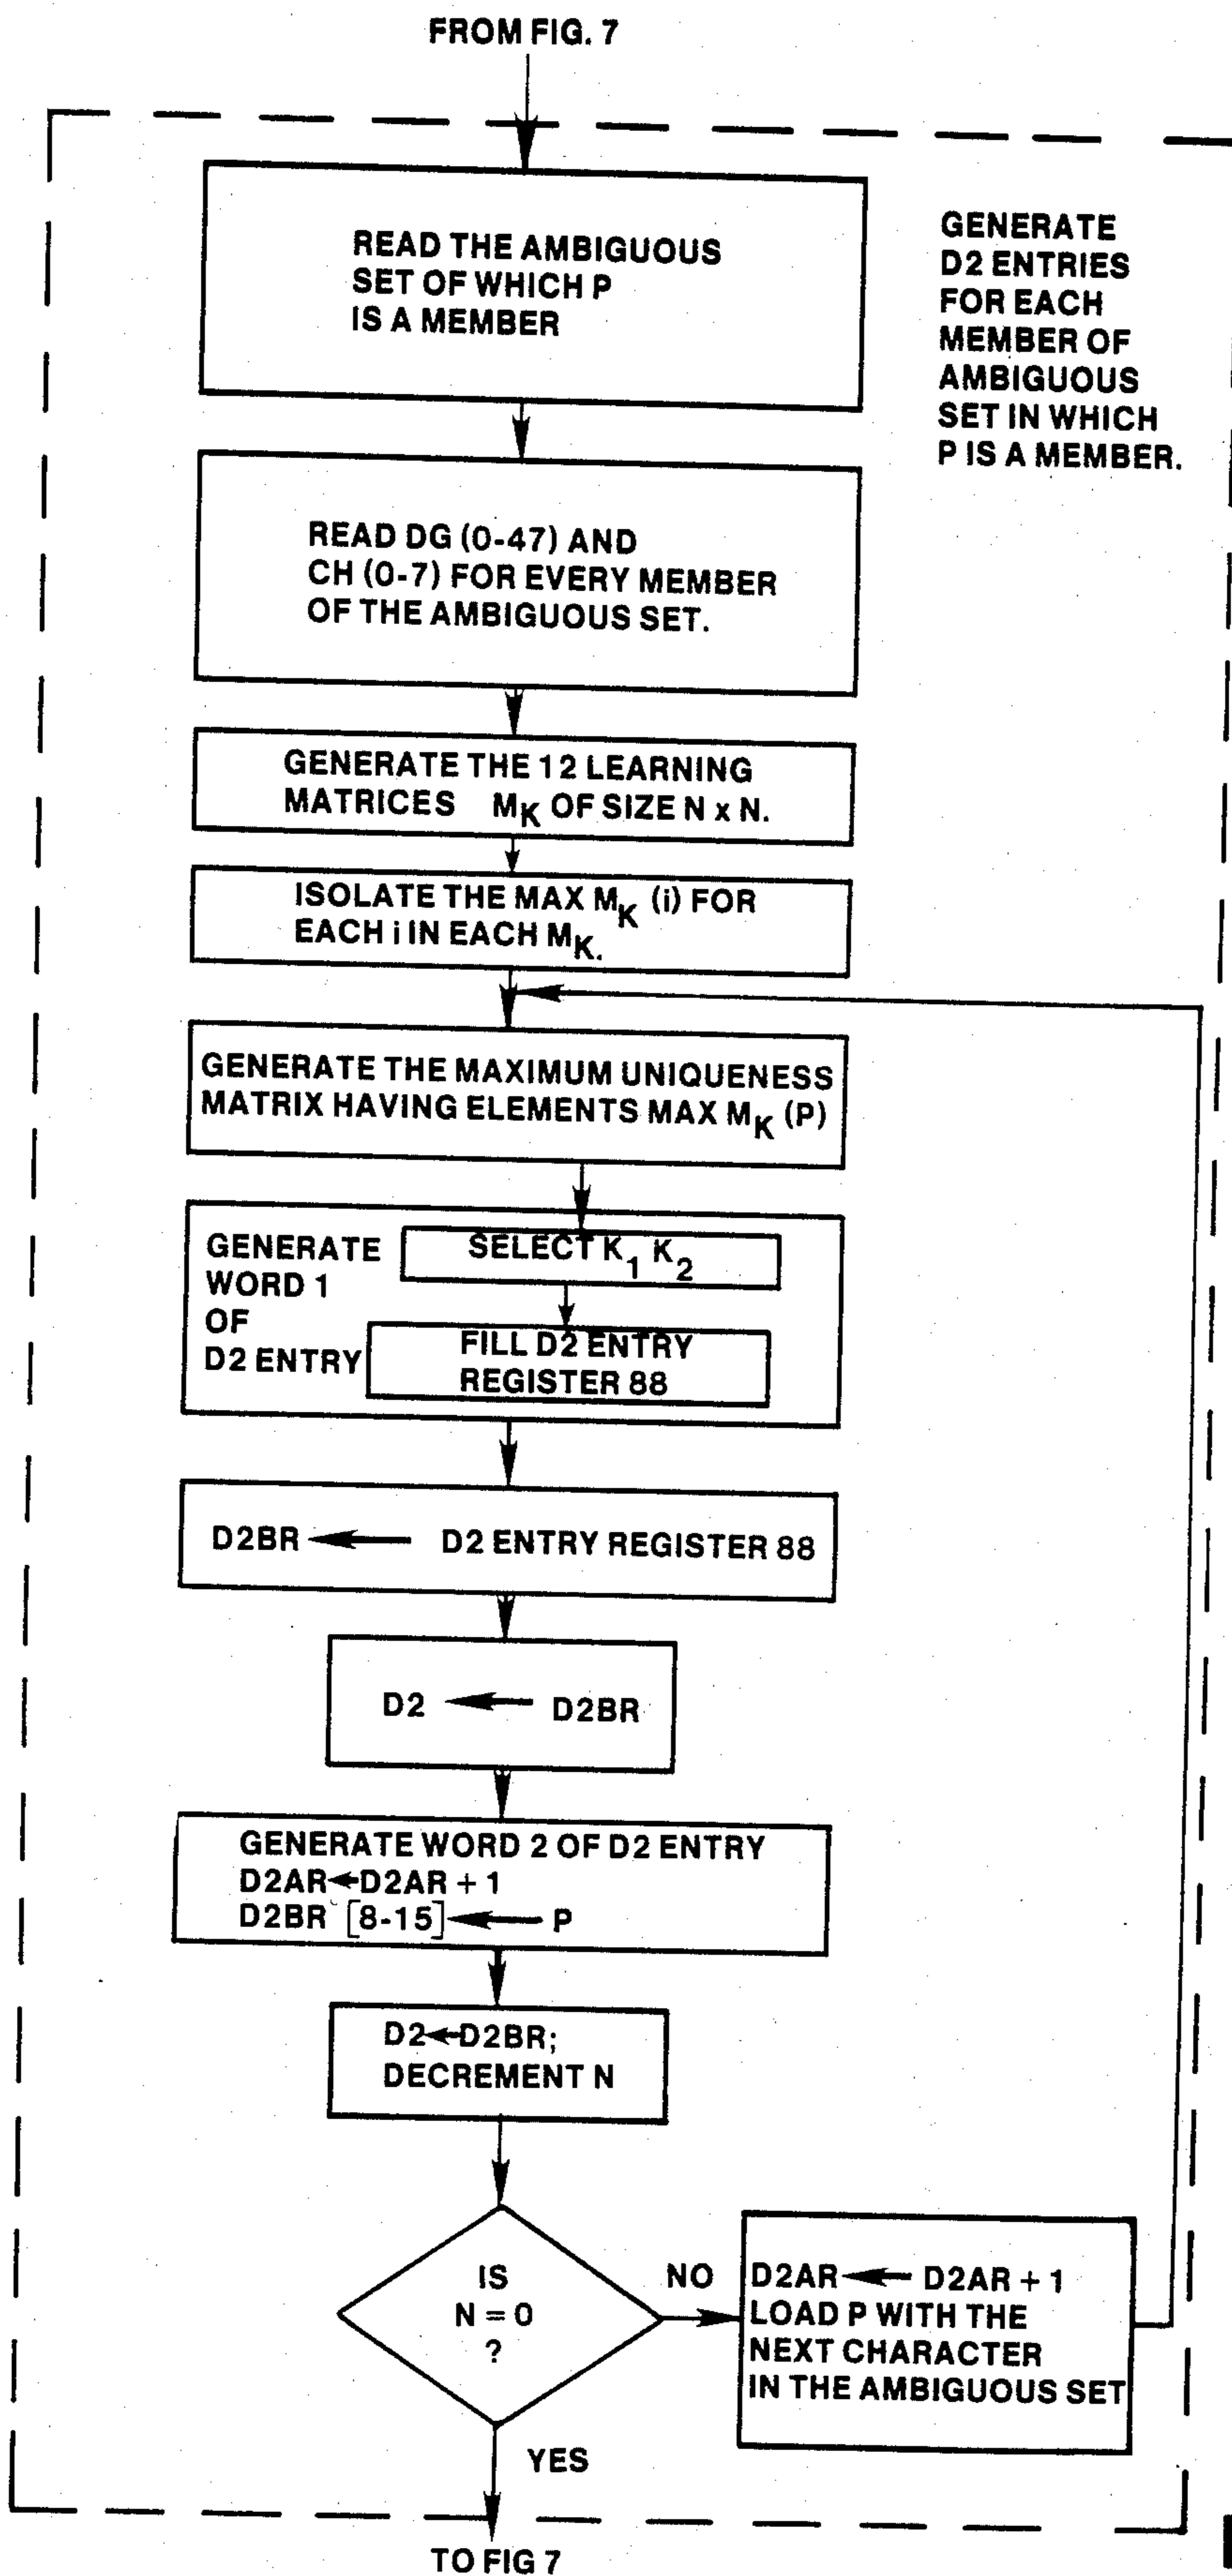 FROM FIG. 7
READ THE AMBIGUOUS
SET OF WHICH P
IS A MEMBER
GENERATE
D2 ENTRIES
FOR EACH
MEMBER OF
AMBIGUOUS
SET IN WHICH
P IS A MEMBER.
READ DG (0-47) AND
CH (0-7) FOR EVERY MEMBER
OF THE AMBIGUOUS SET.
GENERATE THE 12 LEARNING
MATRICES M_K OF SIZE N x N.
ISOLATE THE MAX M_K (i) FOR
EACH i IN EACH M_K.
GENERATE THE MAXIMUM UNIQUENESS
MATRIX HAVING ELEMENTS MAX M_K (P)
GENERATE
WORD 1
OF
D2 ENTRY
SELECT K_1 K_2
FILL D2 ENTRY
REGISTER 88
D2BR ← D2 ENTRY REGISTER 88
D2 ← D2BR
GENERATE WORD 2 OF D2 ENTRY
D2AR←D2AR + 1
D2BR [8-15] ← P
D2←D2BR;
DECREMENT N
IS
N = 0
?
NO
D2AR ← D2AR + 1
LOAD P WITH THE
NEXT CHARACTER
IN THE AMBIGUOUS SET
YES
TO FIG 7